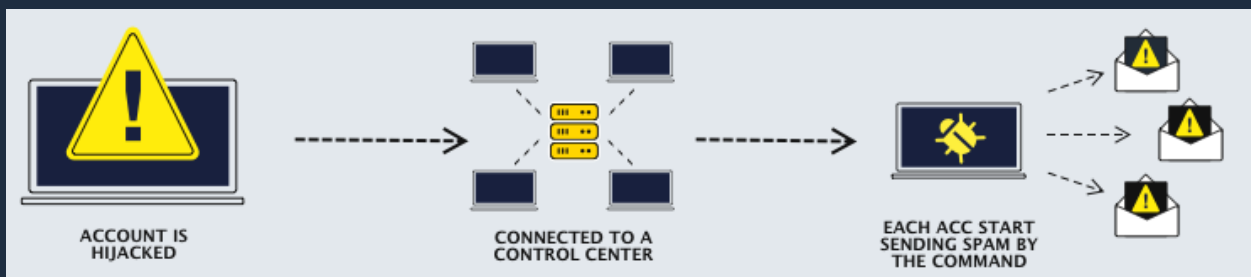 ACCOUNT IS
HIJACKED
CONNECTED TO A
CONTROL CENTER
EACH ACC START
SENDING SPAM BY
THE COMMAND